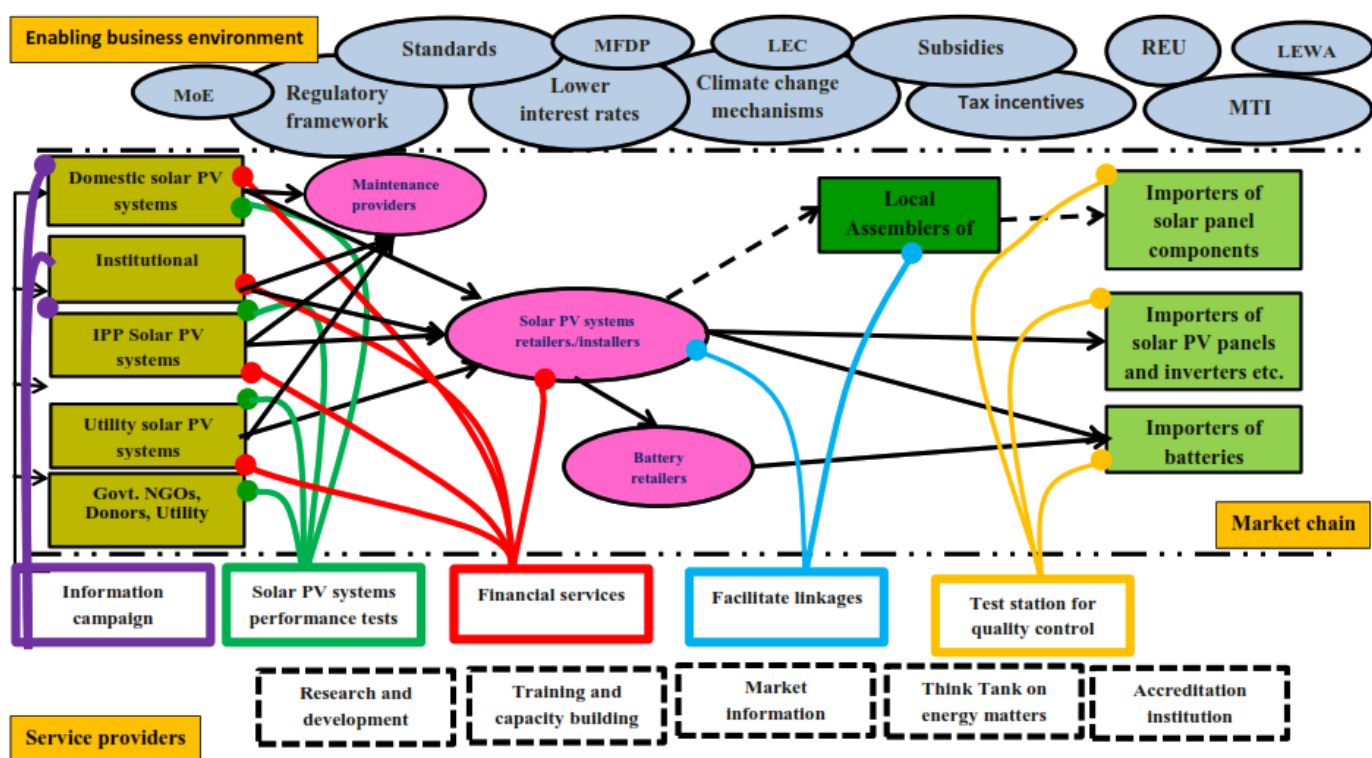 Enabling business environment
Standards
MFDP
LEC
Subsidies
REU
LEWA
MoE
Regulatory
framework
Lower
interest rates
Climate change
mechanisms
Tax incentives
MTI
Domestic solar PV
systems
Maintenance
providers
Local
Assemblers of
Importers of
solar panel
components
Institutional
IPP Solar PV
systems
Solar PV systems
retailers./installers
Importers of
solar PV panels
and inverters etc.
Utility solar PV
systems
Battery
retailers
Importers of
batteries
Govt. NGOs,
Donors, Utility
Market chain
Information
campaign
Solar PV systems
performance tests
Financial services
Facilitate linkages
Test station for
quality control
Research and
development
Training and
capacity building
Market
information
Think Tank on
energy matters
Accreditation
institution
Service providers